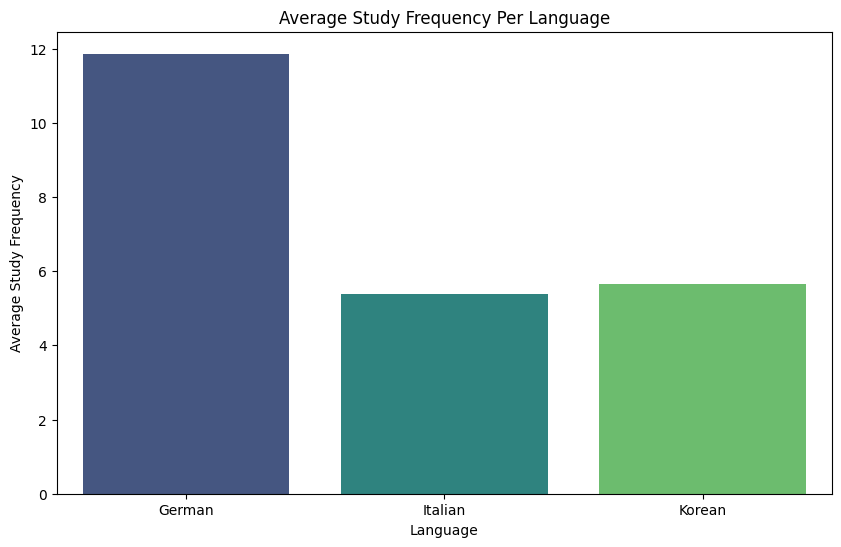 Average Study Frequency Per Language
Average Study Frequency
12
10
8
6
4
2
0
German Italian Korean
Language